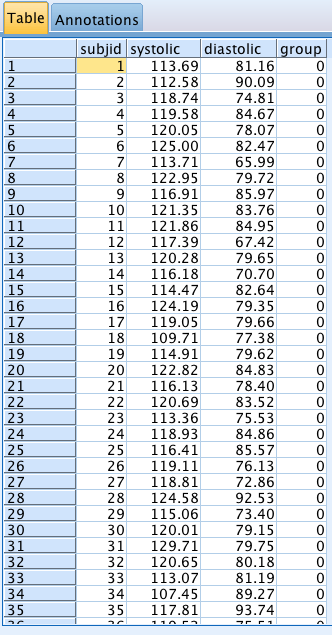 Table Annotations
subjid systolic diastolic group
1 1 113.69 81.16 0
2 2 112.58 90.09 0
3 3 118.74 74.81 0
4 4 119.58 84.67 0
5 5 120.05 78.07 0
6 6 125.00 82.47 0
7 7 113.71 65.99 0
8 8 122.95 79.72 0
9 9 116.91 85.97 0
10 10 121.35 83.76 0
11 11 121.86 84.95 0
12 12 117.39 67.42 0
13 13 120.28 79.65 0
14 14 116.18 70.70 0
15 15 114.47 82.64 0
16 16 124.19 79.35 0
17 17 119.05 79.66 0
18 18 109.71 77.38 0
19 19 114.91 79.62 0
20 20 122.82 84.83 0
21 21 116.13 78.40 0
22 22 120.69 83.52 0
23 23 113.36 75.53 0
24 24 118.93 84.86 0
25 25 116.41 85.57 0
26 26 119.11 76.13 0
27 27 118.81 72.86 0
28 28 124.58 92.53 0
29 29 115.06 73.40 0
30 30 120.01 79.15 0
31 31 129.71 79.75 0
32 32 120.65 80.18 0
33 33 113.07 81.19 0
34 34 107.45 89.27 0
35 35 117.81 93.74 0